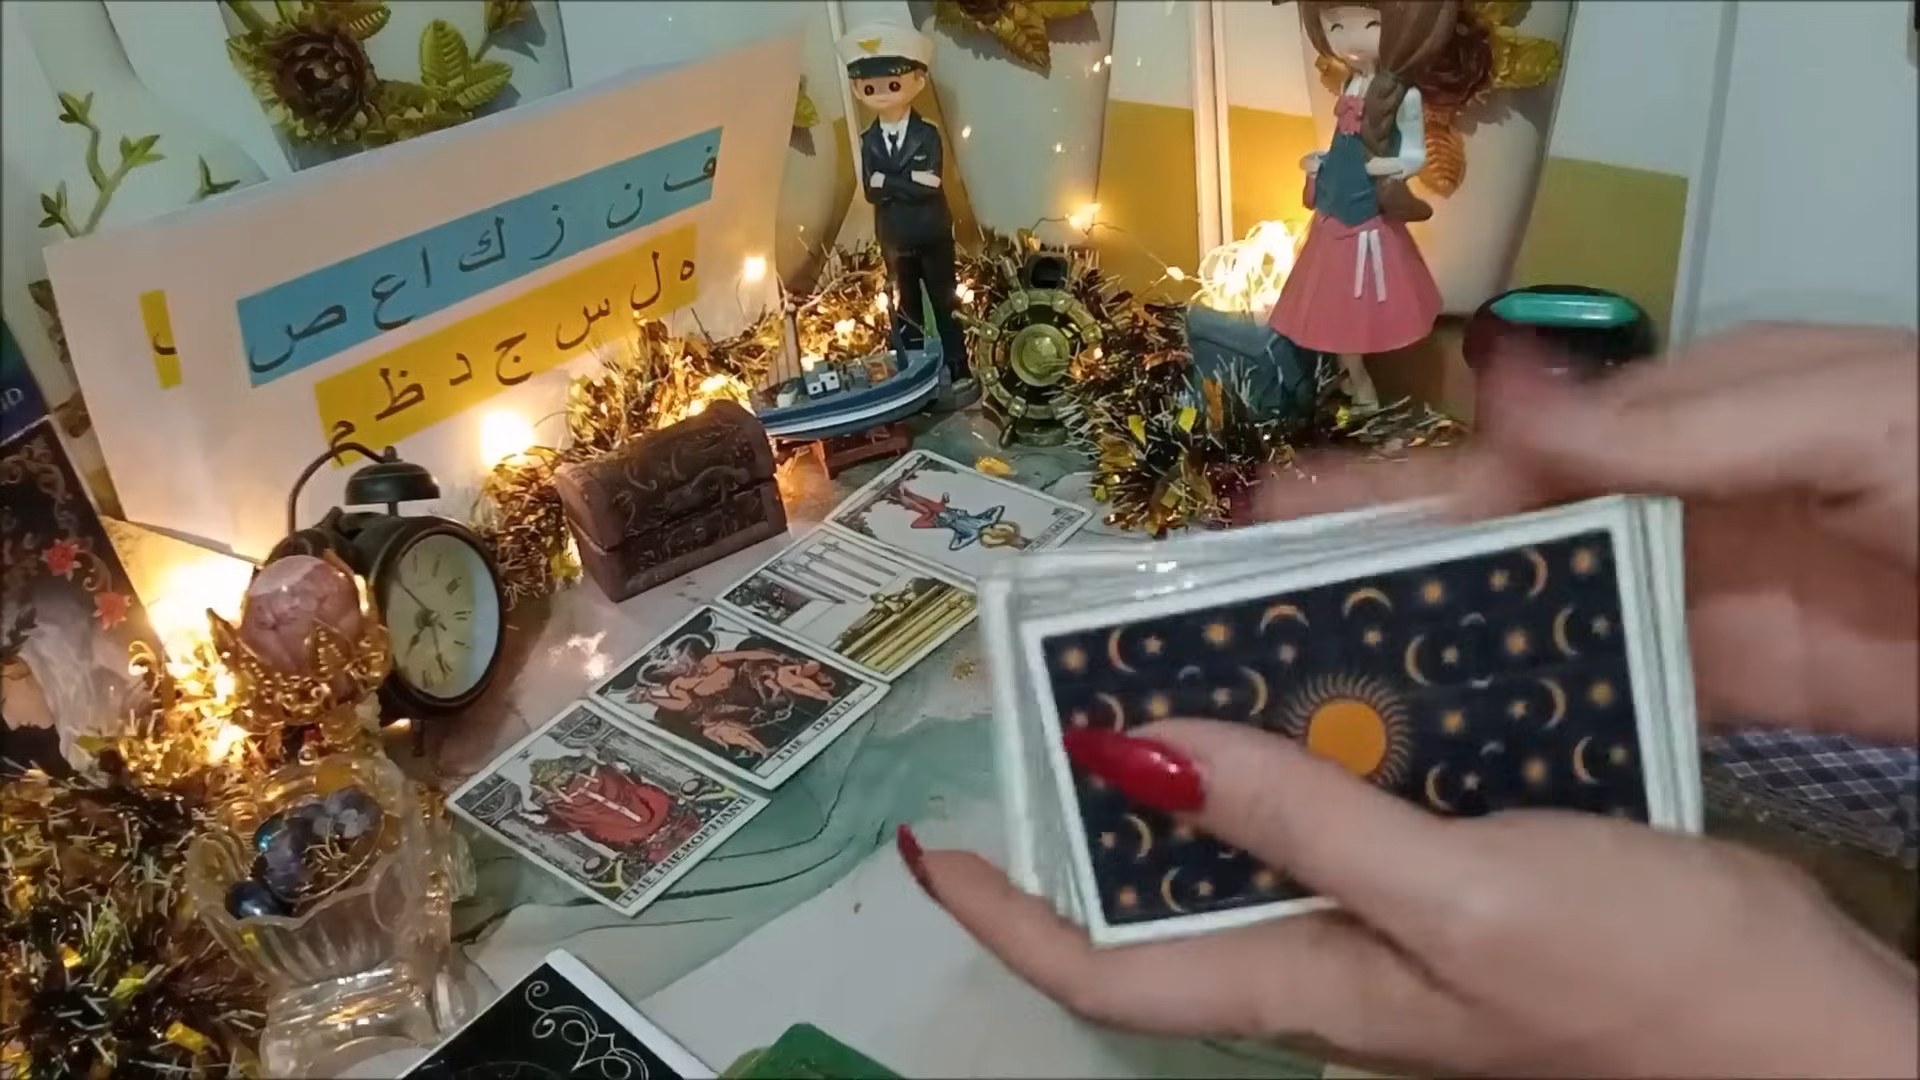 ف ن ز ك ا ع ص
ه ل س ج د ظ م
THE DEVIL
THE HIEROPHANT